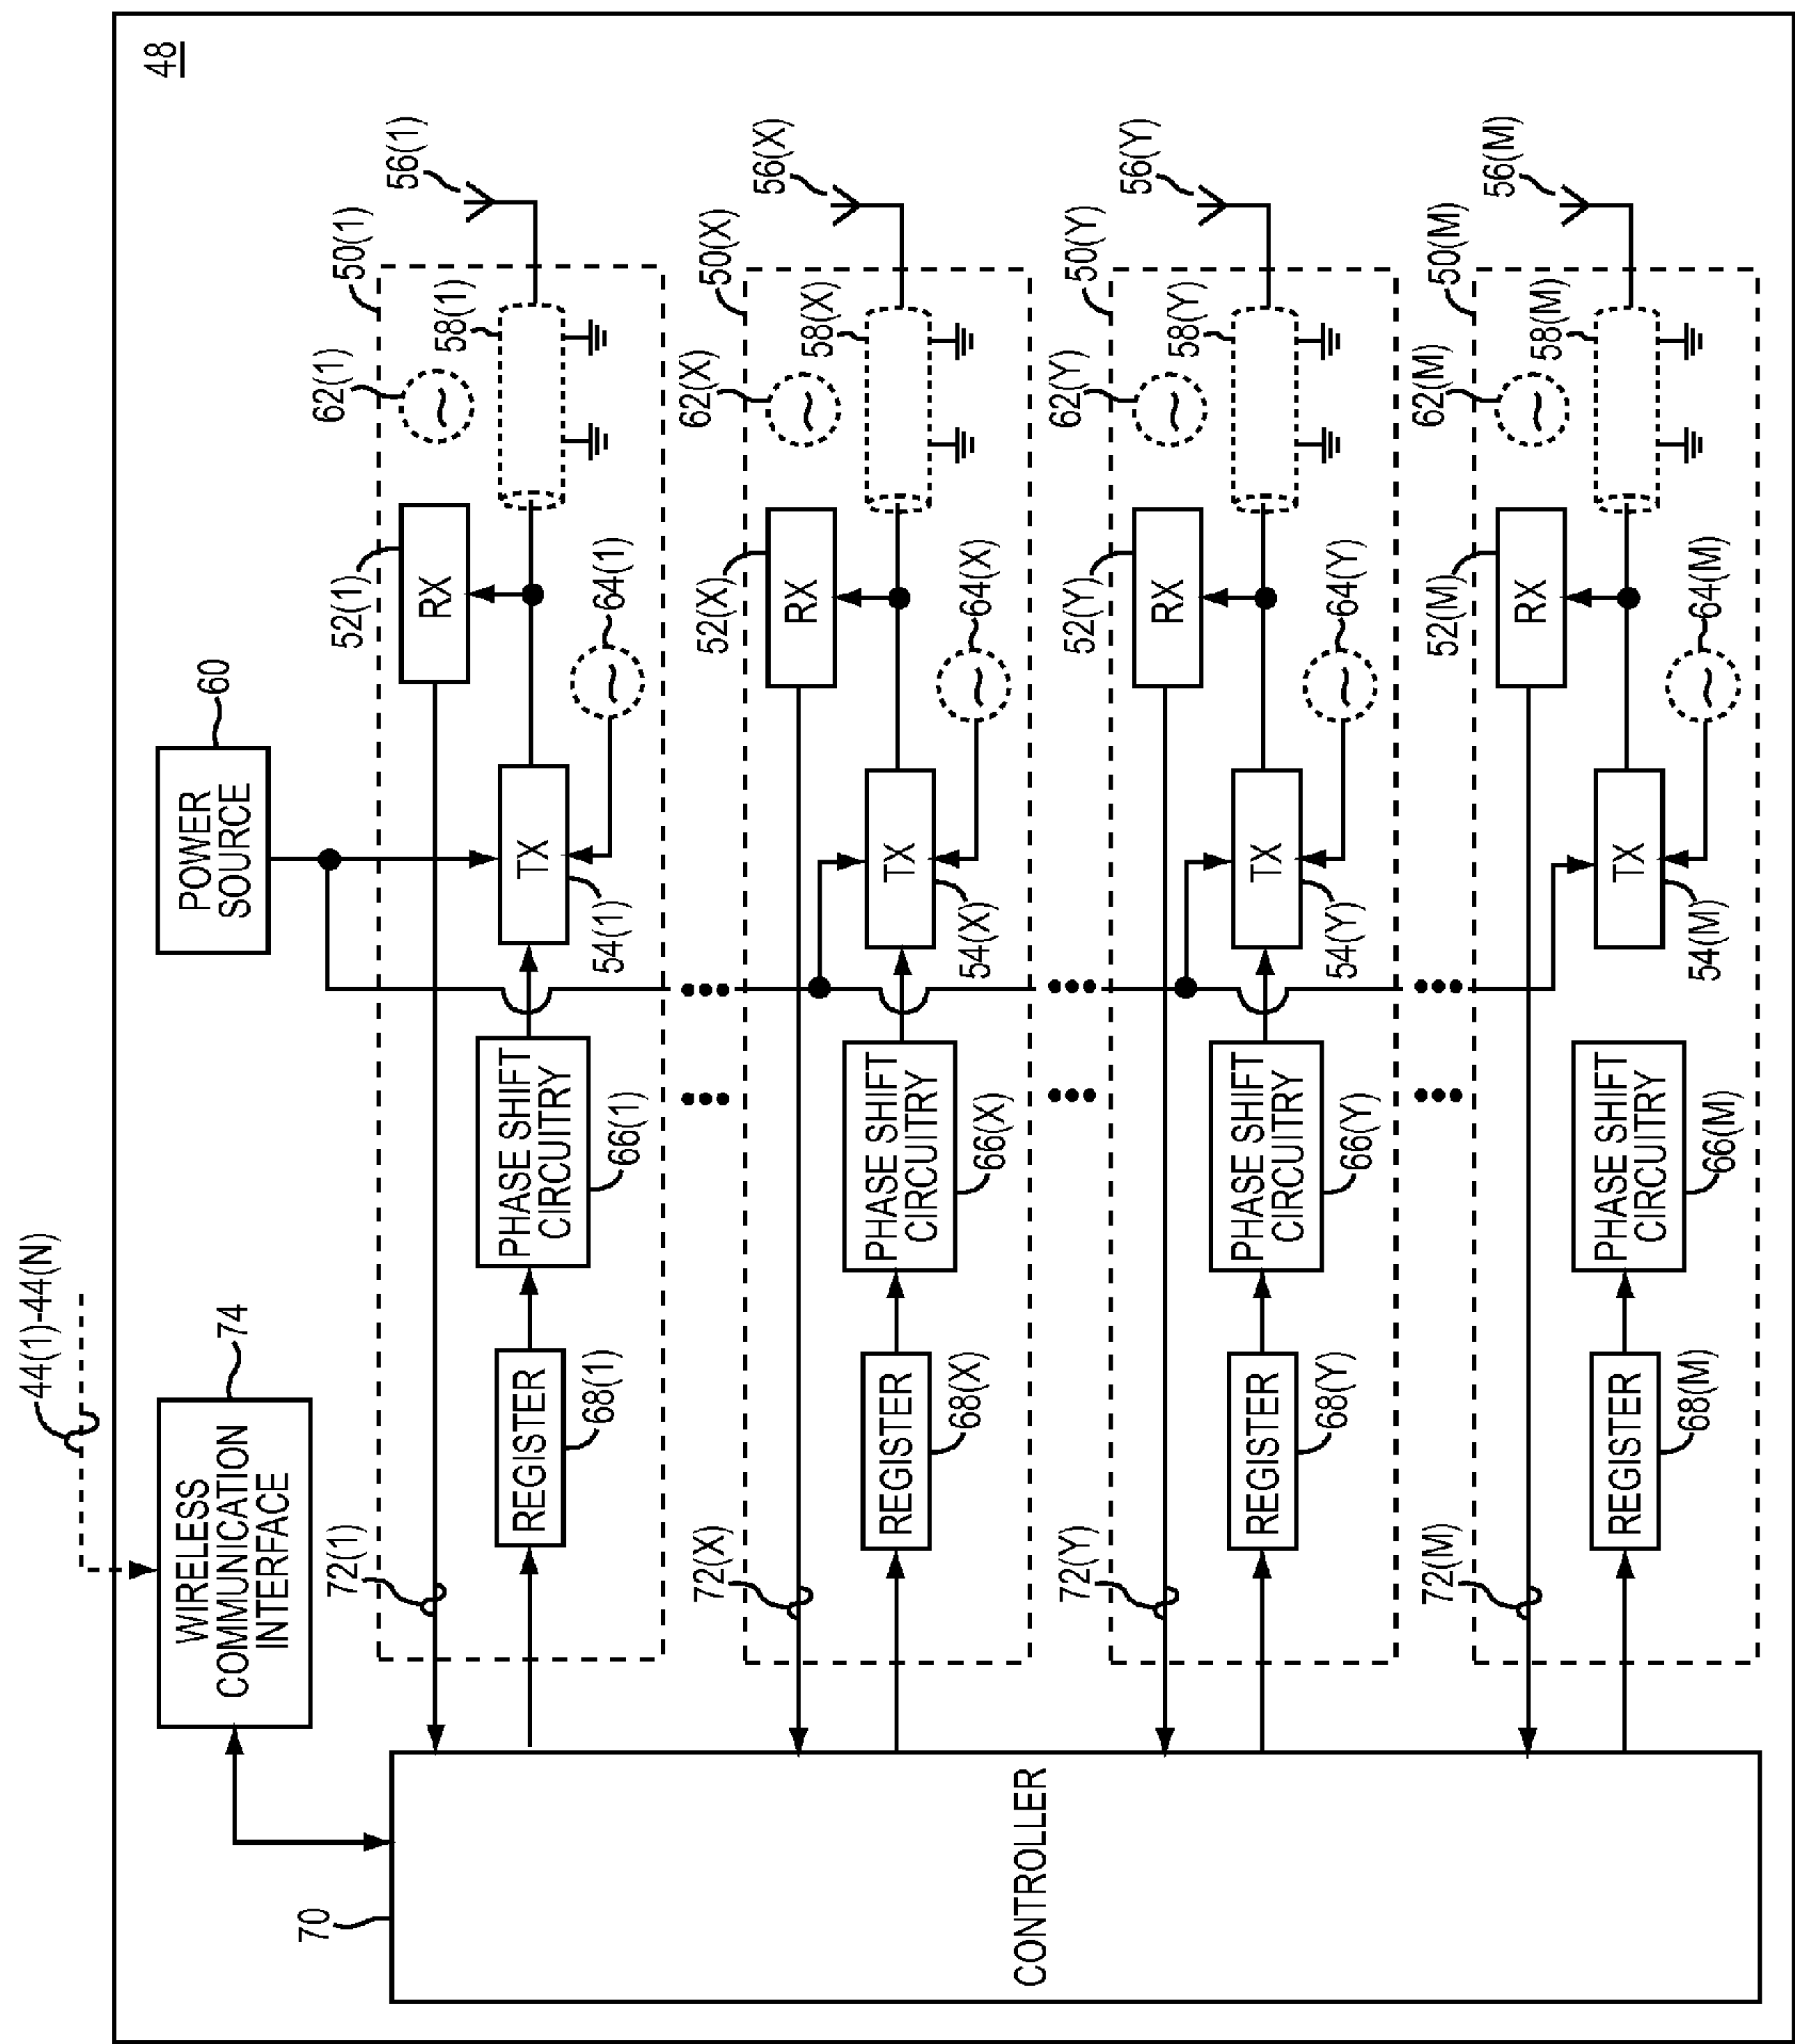 48
44(1)-44(N)
74
WIRELESS
COMMUNICATION
INTERFACE
60
POWER
SOURCE
70
CONTROLLER
50(1)
72(1)
REGISTER
68(1)
PHASE SHIFT
CIRCUITRY
66(1)
TX
54(1)
64(1)
RX
52(1)
62(1)
58(1)
56(1)
50(X)
72(X)
REGISTER
68(X)
PHASE SHIFT
CIRCUITRY
66(X)
TX
54(X)
64(X)
RX
52(X)
62(X)
58(X)
56(X)
50(Y)
72(Y)
REGISTER
68(Y)
PHASE SHIFT
CIRCUITRY
66(Y)
TX
54(Y)
64(Y)
RX
52(Y)
62(Y)
58(Y)
56(Y)
50(M)
72(M)
REGISTER
68(M)
PHASE SHIFT
CIRCUITRY
66(M)
TX
54(M)
64(M)
RX
52(M)
62(M)
58(M)
56(M)